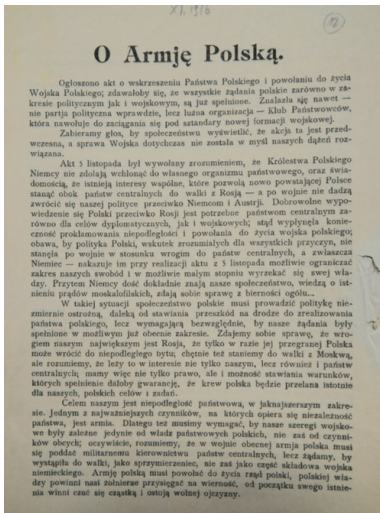 XI. 1916
O Armję Polską.
Ogłoszono akt o wskrzeszeniu Państwa Polskiego i powołaniu do życia
Wojska Polskiego; zdawałoby się, że wszystkie żądania polskie zarówno w za-
kresie politycznym jak i wojskowym, są już spełnione. Znalazła się nawet —
nie partja polityczna wprawdzie, lecz luźna organizacja — Klub Państwowców,
która nawołuje do zaciągania się pod sztandary nowej formacji wojskowej.
Zabieramy głos, by społeczeństwu wyświetlić, że akcja ta jest przed-
wczesna, a sprawa Wojska dotychczas nie została w myśl naszych dążeń roz-
wiązana.
Akt 5 listopada był wywołany zrozumieniem, że Królestwa Polskiego
Niemcy nie zdołają wchłonąć do własnego organizmu państwowego, oraz świa-
domością, że istnieją interesy wspólne, które pozwolą nowo powstającej Polsce
stanąć obok państw centralnych do walki z Rosją — a po wojnie nie dadzą
zwrócić się naszej polityce przeciwko Niemcom i Austrji. Dobrowolne wypo-
wiedzenie się Polski przeciwko Rosji jest potrzebne państwom centralnym za-
równo dla celów dyplomatycznych, jak i wojskowych; stąd wypłynęła koniecz-
ność proklamowania niepodległości i powołania do życia wojska polskiego;
obawa, by polityka Polski, wskutek zrozumiałych dla wszystkich przyczyn, nie
stanęła po wojnie w stosunku wrogim do państw centralnych, a zwłaszcza
Niemiec — nakazuje im przy realizacji aktu z 5 listopada możliwie ograniczać
zakres naszych swobód i w możliwie małym stopniu wyrzekać się swej wła-
dzy. Przytem Niemcy dość dokładnie znają nasze społeczeństwo, wiedzą o ist-
nieniu prądów moskalofilskich, zdają sobie sprawę z bierności ogółu...
W takiej sytuacji społeczeństwo polskie musi prowadzić politykę nie-
zmiernie ostrożną, daleką od stawiania przeszkód na drodze do zrealizowania
państwa polskiego, lecz wymagającą bezwzględnie, by nasze żądania były
spełnione w możliwym już obecnie zakresie. Zdajemy sobie sprawę, że wro-
giem naszym największym jest Rosja, że tylko w razie jej przegranej Polska
może wrócić do niepodległego bytu; chętnie też staniemy do walki z Moskwą,
ale rozumiemy, że leży to w interesie nie tylko naszym, lecz również i państw
centralnych; mamy więc nie tylko prawo, ale i możność stawiania warunków,
których spełnienie dałoby gwarancję, że krew polska będzie przelana istotnie
dla naszych, polskich celów i zadań.
Celem naszym jest niepodległość państwowa, w jaknajszerszym zakre-
sie. Jednym z najważniejszych czynników, na których opiera się niezależność
państwa, jest armia. Dlatego też musimy wymagać, by nasze szeregi wojsko-
we były zależne jedynie od władz państwowych polskich, nie zaś od czynni-
ków obcych; oczywiście, rozumiemy, że w wojnie obecnej armja polska musi
się poddać militarnemu kierownictwu państw centralnych, lecz żądamy, by
wystąpiła do walki, jako sprzymierzeniec, nie zaś jako część składowa wojska
niemieckiego. Armję polską musi powołać do życia rząd polski, polskiej wła-
dzy powinni nasi żołnierze przysięgać na wierność, od początku swego istnie-
nia winni czuć się cząstką i ostoją wolnej ojczyzny.